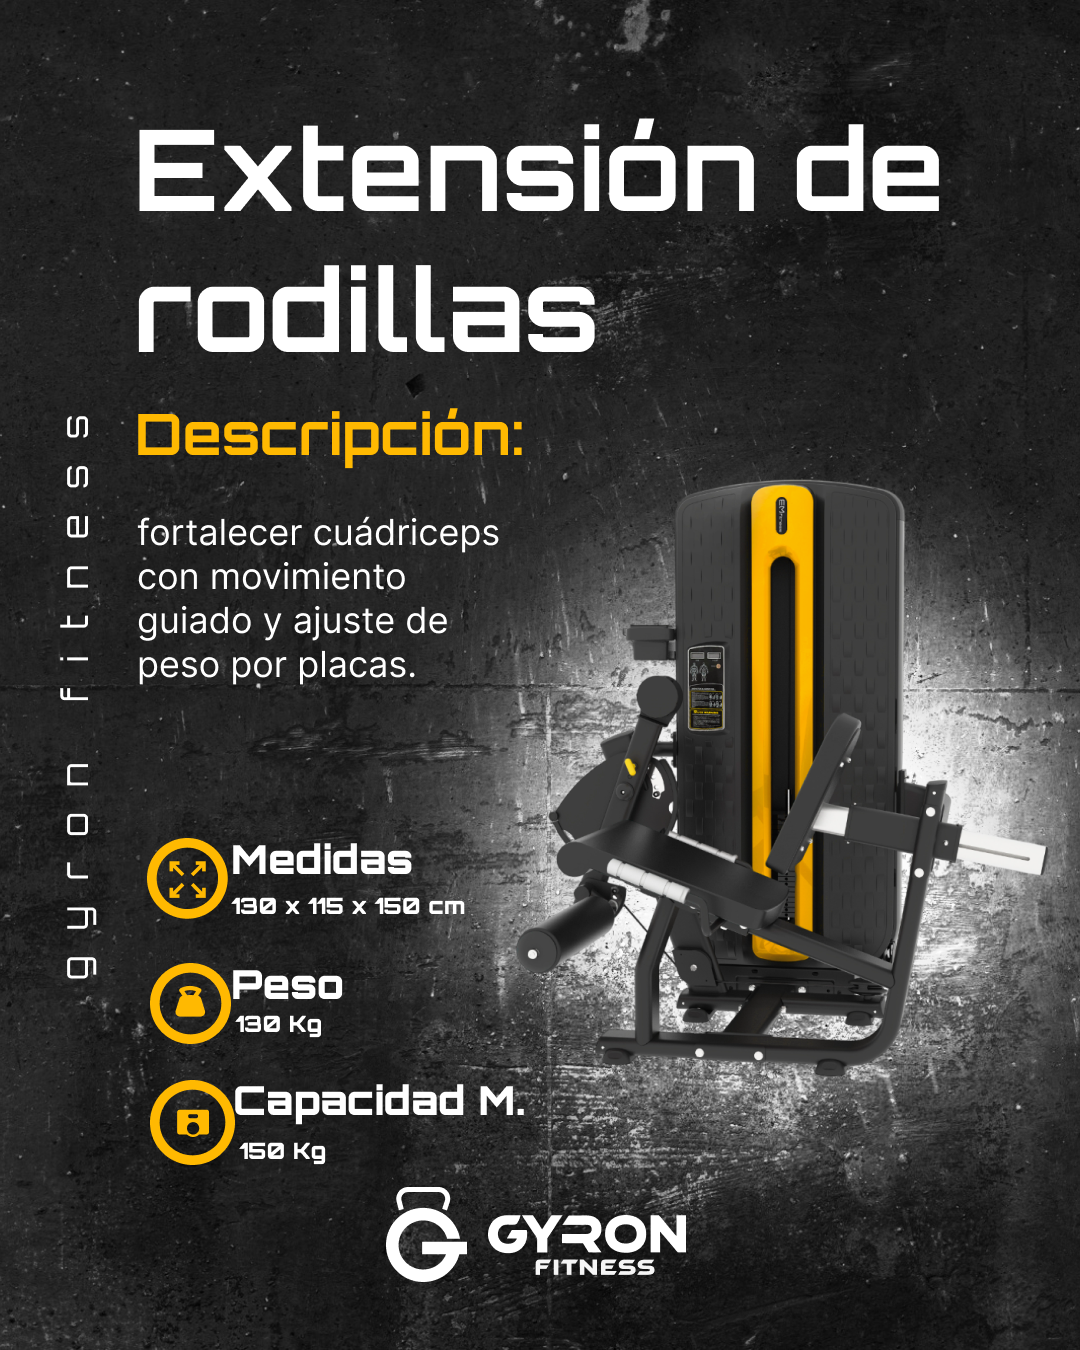 Extensión de
rodillas
Descripción:
fortalecer cuádriceps
con movimiento
guiado y ajuste de
peso por placas.
gyron fitness
Medidas
130 x 115 x 150 cm
Peso
130 Kg
Capacidad M.
150 Kg
GYRON
FITNESS